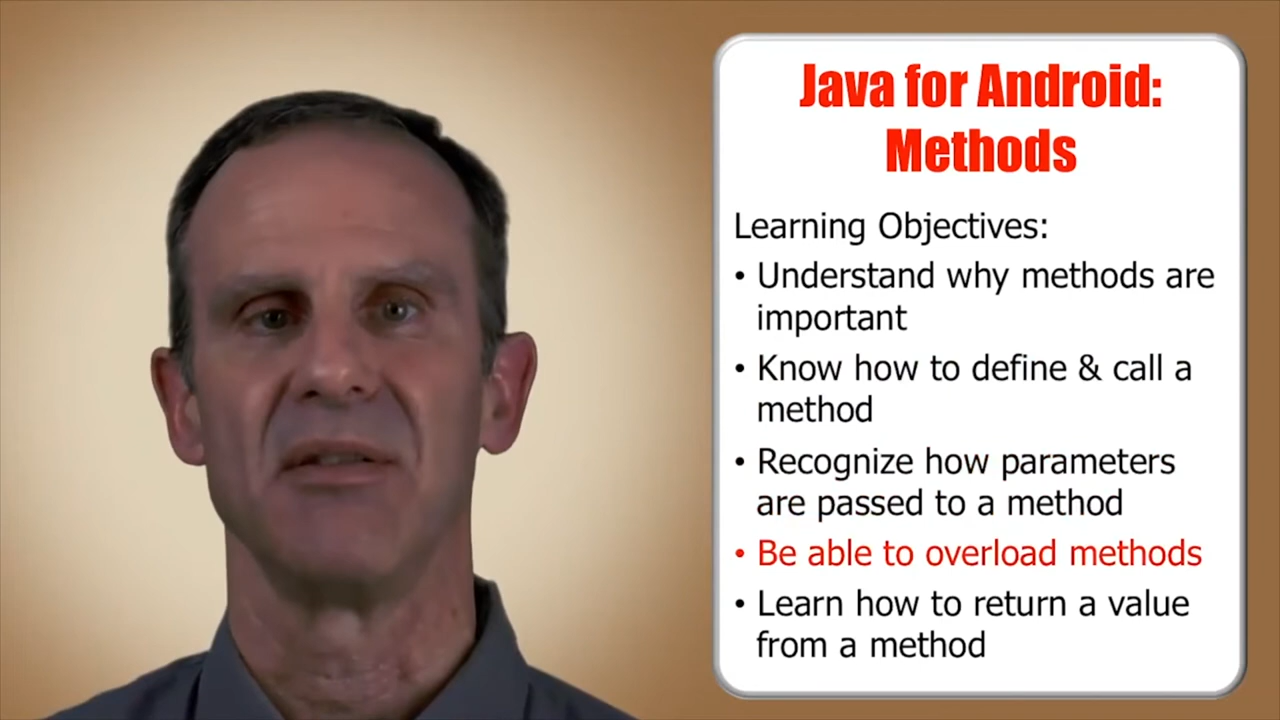 Java for Android:
Methods
Learning Objectives:
• Understand why methods are
important
• Know how to define & call a
method
• Recognize how parameters
are passed to a method
• Be able to overload methods
• Learn how to return a value
from a method